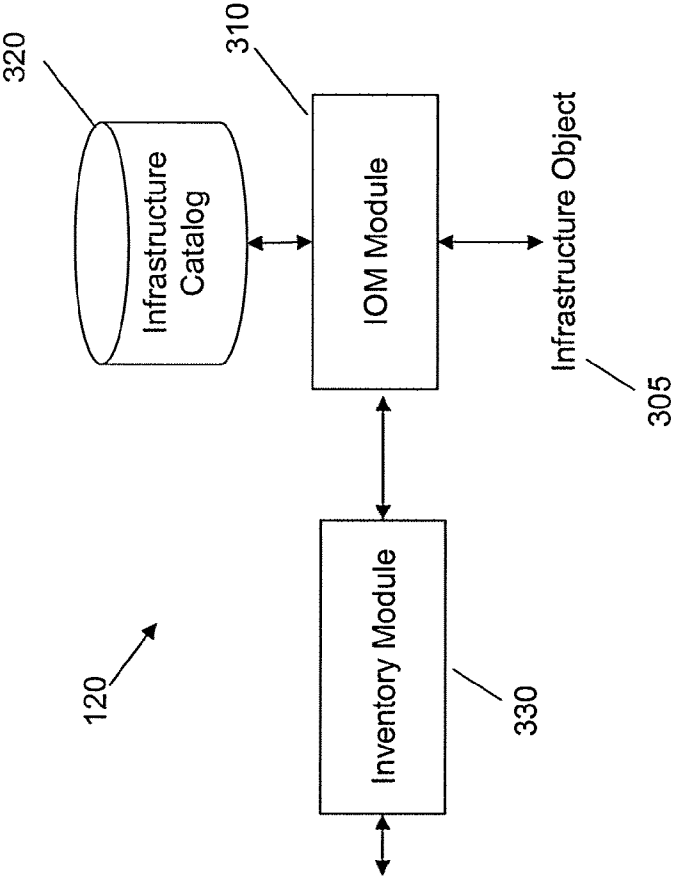 320
120
Infrastructure
Catalog
310
Inventory Module
IOM Module
330
Infrastructure Object
305